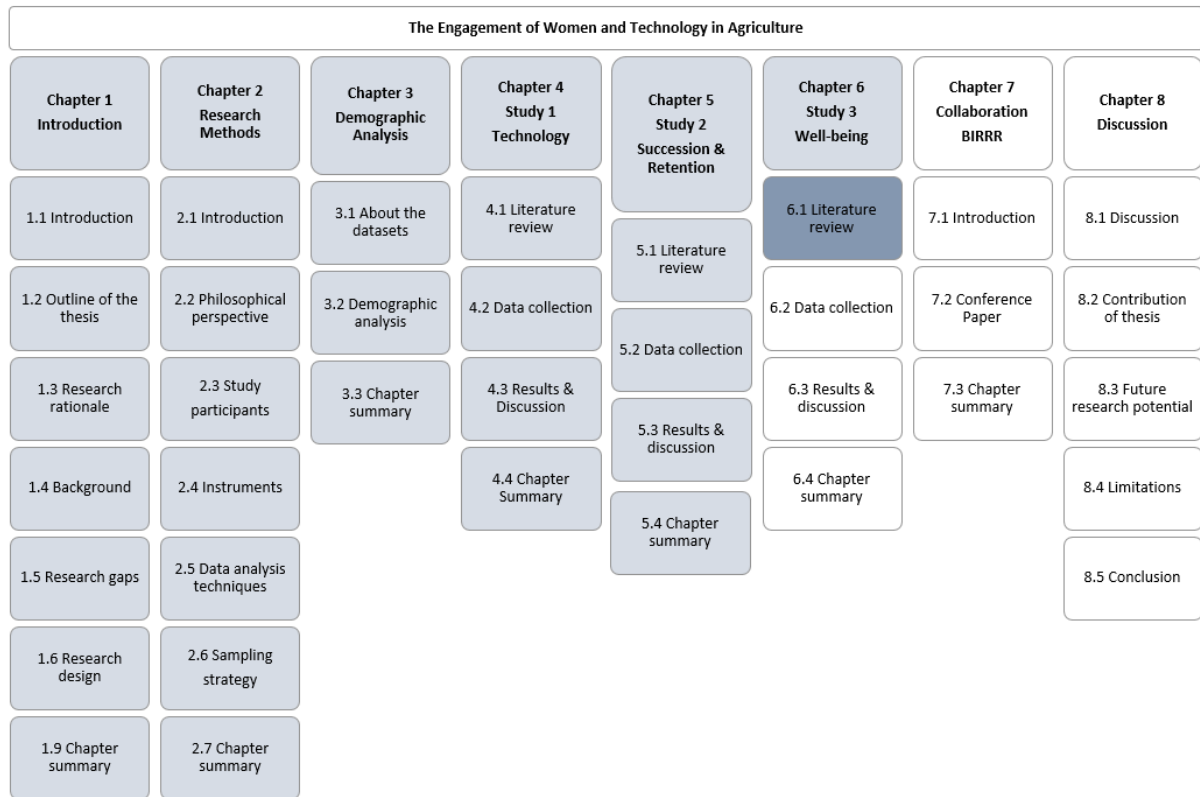 The Engagement of Women and Technology in Agriculture
Chapter 1
Introduction
1.1 Introduction
1.2 Outline of the
thesis
1.3 Research
rationale
1.4 Background
1.5 Research gaps
1.6 Research
design
1.9 Chapter
summary
Chapter 2
Research
Methods
2.1 Introduction
2.2 Philosophical
perspective
2.3 Study
participants
2.4 Instruments
2.5 Data analysis
techniques
2.6 Sampling
strategy
2.7 Chapter
summary
Chapter 3
Demographic
Analysis
3.1 About the
datasets
3.2 Demographic
analysis
3.3 Chapter
summary
Chapter 4
Study 1
Technology
4.1 Literature
review
4.2 Data collection
4.3 Results &
Discussion
4.4 Chapter
Summary
Chapter 5
Study 2
Succession &
Retention
5.1 Literature
review
5.2 Data collection
5.3 Results &
discussion
5.4 Chapter
summary
Chapter 6
Study 3
Well-being
6.1 Literature
review
6.2 Data collection
6.3 Results &
discussion
6.4 Chapter
summary
Chapter 7
Collaboration
BIRRR
7.1 Introduction
7.2 Conference
Paper
7.3 Chapter
summary
Chapter 8
Discussion
8.1 Discussion
8.2 Contribution
of thesis
8.3 Future
research potential
8.4 Limitations
8.5 Conclusion